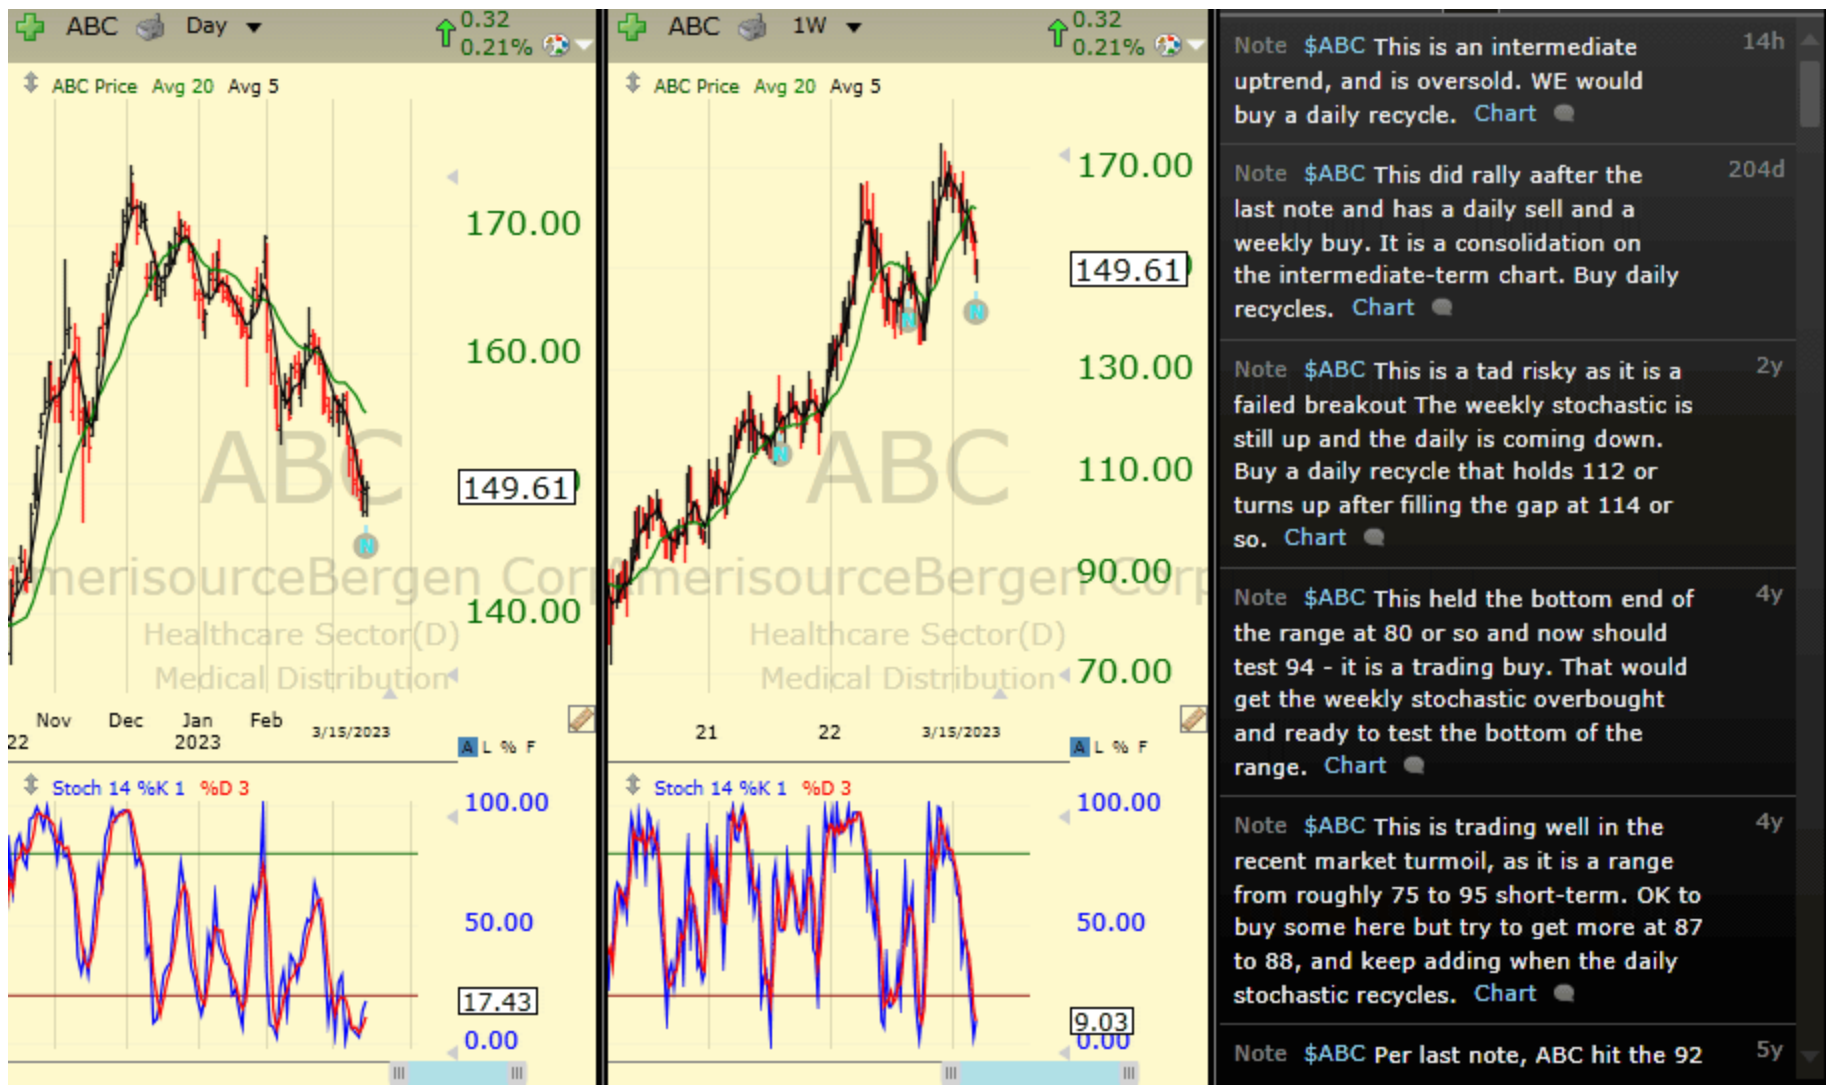 ABC Day 0.32
0.21%
ABC Price Avg 20 Avg 5
170.00
160.00
149.61
140.00
ABC
merisourceBergen Corp
Healthcare Sector(D)
Medical Distribution
N
Nov Dec Jan Feb 3/15/2023
22 2023
A L % F
Stoch 14 %K 1 %D 3
100.00
50.00
17.43
0.00
ABC 1W 0.32
0.21%
ABC Price Avg 20 Avg 5
170.00
149.61
130.00
110.00
90.00
70.00
ABC
merisourceBergen Corp
Healthcare Sector(D)
Medical Distribution
N
N
N
21 22 3/15/2023
A L % F
Stoch 14 %K 1 %D 3
100.00
50.00
9.03
0.00
Note $ABC This is an intermediate 14h
uptrend, and is oversold. WE would
buy a daily recycle. Chart
Note $ABC This did rally aafter the 204d
last note and has a daily sell and a
weekly buy. It is a consolidation on
the intermediate-term chart. Buy daily
recycles. Chart
Note $ABC This is a tad risky as it is a 2y
failed breakout The weekly stochastic is
still up and the daily is coming down.
Buy a daily recycle that holds 112 or
turns up after filling the gap at 114 or
so. Chart
Note $ABC This held the bottom end of 4y
the range at 80 or so and now should
test 94 - it is a trading buy. That would
get the weekly stochastic overbought
and ready to test the bottom of the
range. Chart
Note $ABC This is trading well in the 4y
recent market turmoil, as it is a range
from roughly 75 to 95 short-term. OK to
buy some here but try to get more at 87
to 88, and keep adding when the daily
stochastic recycles. Chart
Note $ABC Per last note, ABC hit the 92 5y